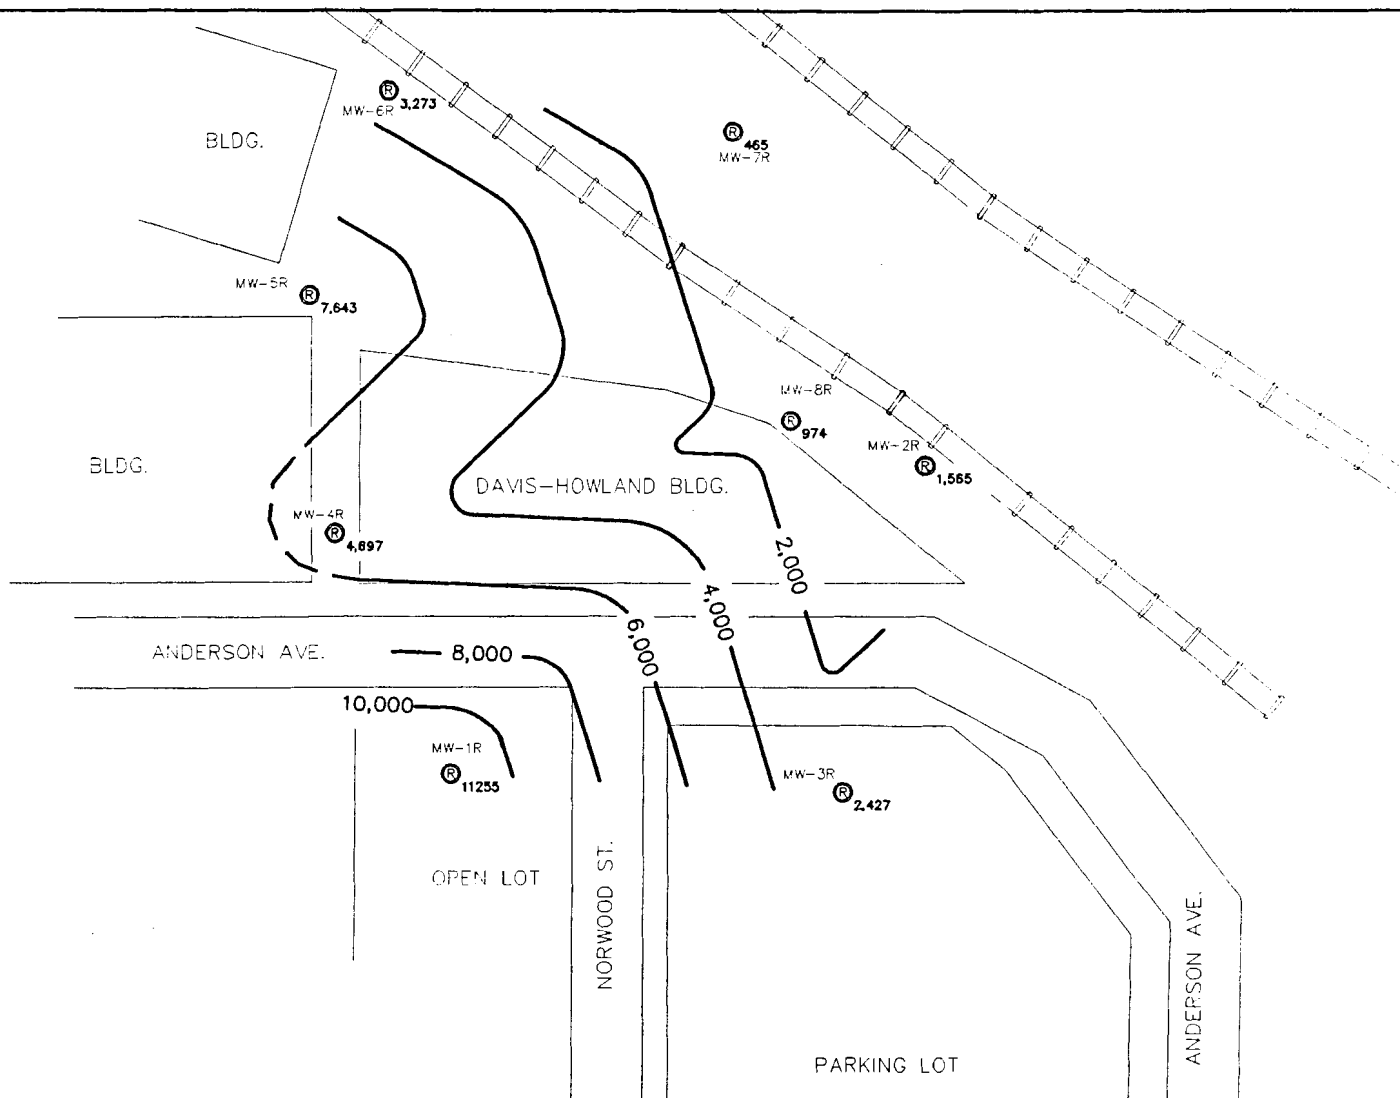 R
3,273
MW-6R
BLDG.
R
465
MW-7R
MW-5R
R
7,643
MW-8R
R
974
MW-2R
R
1,565
BLDG.
DAVIS-HOWLAND BLDG.
MW-4R
R
4,897
2,000
4,000
6,000
ANDERSON AVE.
8,000
10,000
MW-1R
R
11255
MW-3R
R
2,427
OPEN LOT
NORWOOD ST.
ANDERSON AVE.
PARKING LOT